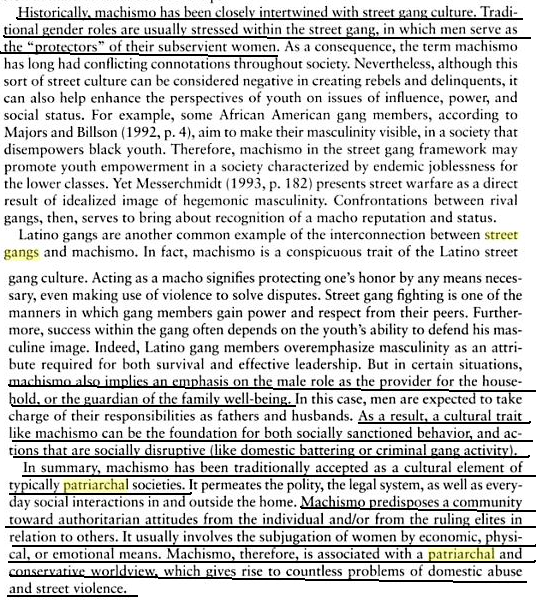 Historically, machismo has been closely intertwined with street gang culture. Tradi-
tional gender roles are usually stressed within the street gang, in which men serve as
the “protectors” of their subservient women. As a consequence, the term machismo
has long had conflicting connotations throughout society. Nevertheless, although this
sort of street culture can be considered negative in creating rebels and delinquents, it
can also help enhance the perspectives of youth on issues of influence, power, and
social status. For example, some African American gang members, according to
Majors and Billson (1992, p. 4), aim to make their masculinity visible, in a society that
disempowers black youth. Therefore, machismo in the street gang framework may
promote youth empowerment in a society characterized by endemic joblessness for
the lower classes. Yet Messerchmidt (1993, p. 182) presents street warfare as a direct
result of idealized image of hegemonic masculinity. Confrontations between rival
gangs, then, serves to bring about recognition of a macho reputation and status.
Latino gangs are another common example of the interconnection between street
gangs and machismo. In fact, machismo is a conspicuous trait of the Latino street
gang culture. Acting as a macho signifies protecting one’s honor by any means neces-
sary, even making use of violence to solve disputes. Street gang fighting is one of the
manners in which gang members gain power and respect from their peers. Further-
more, success within the gang often depends on the youth’s ability to defend his mas-
culine image. Indeed, Latino gang members overemphasize masculinity as an attri-
bute required for both survival and effective leadership. But in certain situations,
machismo also implies an emphasis on the male role as the provider for the house-
hold, or the guardian of the family well-being. In this case, men are expected to take
charge of their responsibilities as fathers and husbands. As a result, a cultural trait
like machismo can be the foundation for both socially sanctioned behavior, and ac-
tions that are socially disruptive (like domestic battering or criminal gang activity).
In summary, machismo has been traditionally accepted as a cultural element of
typically patriarchal societies. It permeates the polity, the legal system, as well as every-
day social interactions in and outside the home. Machismo predisposes a community
toward authoritarian attitudes from the individual and/or from the ruling elites in
relation to others. It usually involves the subjugation of women by economic, physi-
cal, or emotional means. Machismo, therefore, is associated with a patriarchal and
conservative worldview, which gives rise to countless problems of domestic abuse
and street violence.